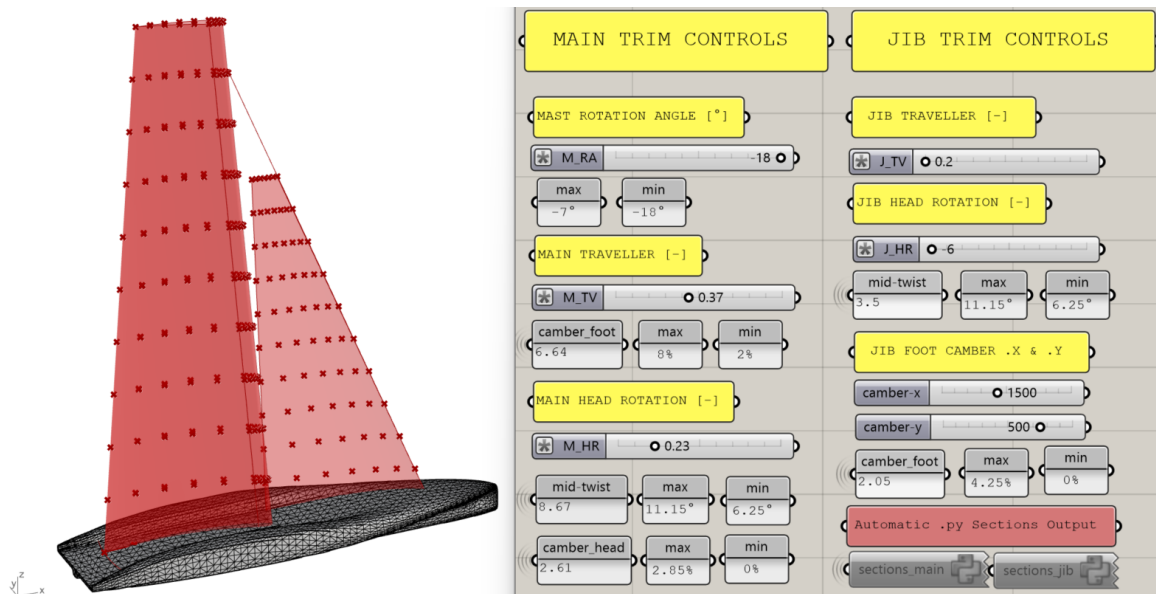 MAIN TRIM CONTROLS
MAST ROTATION ANGLE [°]
M_RA -18
max min
-7° -18°
MAIN TRAVELLER [-]
M_TV 0.37
camber_foot max min
6.64 8% 2%
MAIN HEAD ROTATION [-]
M_HR 0.23
mid-twist max min
8.67 11.15° 6.25°
camber_head max min
2.61 2.85% 0%
JIB TRIM CONTROLS
JIB TRAVELLER [-]
J_TV 0.2
JIB HEAD ROTATION [-]
J_HR -6
mid-twist max min
3.5 11.15° 6.25°
JIB FOOT CAMBER .X & .Y
camber-x 1500
camber-y 500
camber_foot max min
2.05 4.25% 0%
Automatic .py Sections Output
sections_main sections_jib
z
y
x